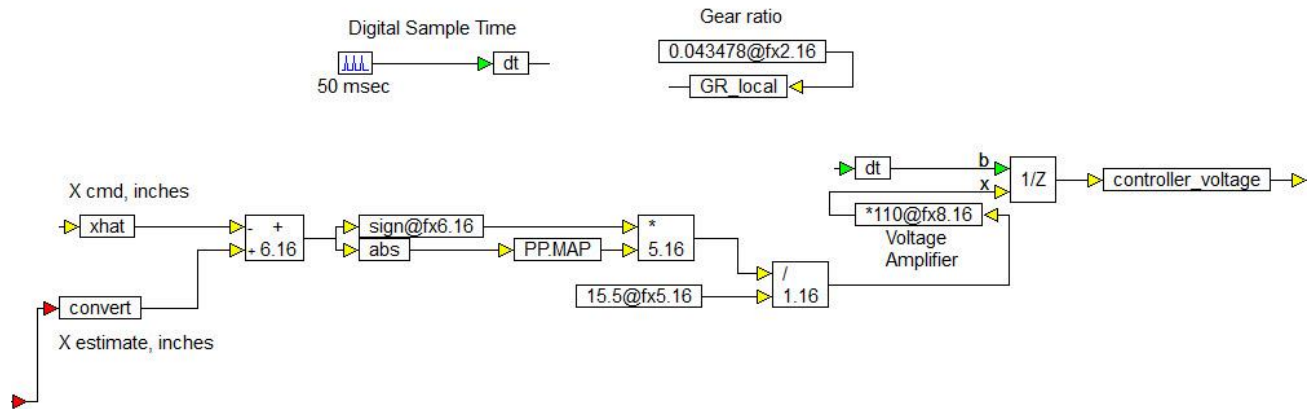 Digital Sample Time
dt
50 msec
Gear ratio
0.043478@fx2.16
GR_local
X cmd, inches
xhat
- +
+ 6.16
convert
X estimate, inches
sign@fx6.16
abs
PP.MAP
*
5.16
15.5@fx5.16
/
1.16
dt
b
x
1/Z
controller_voltage
*110@fx8.16
Voltage
Amplifier